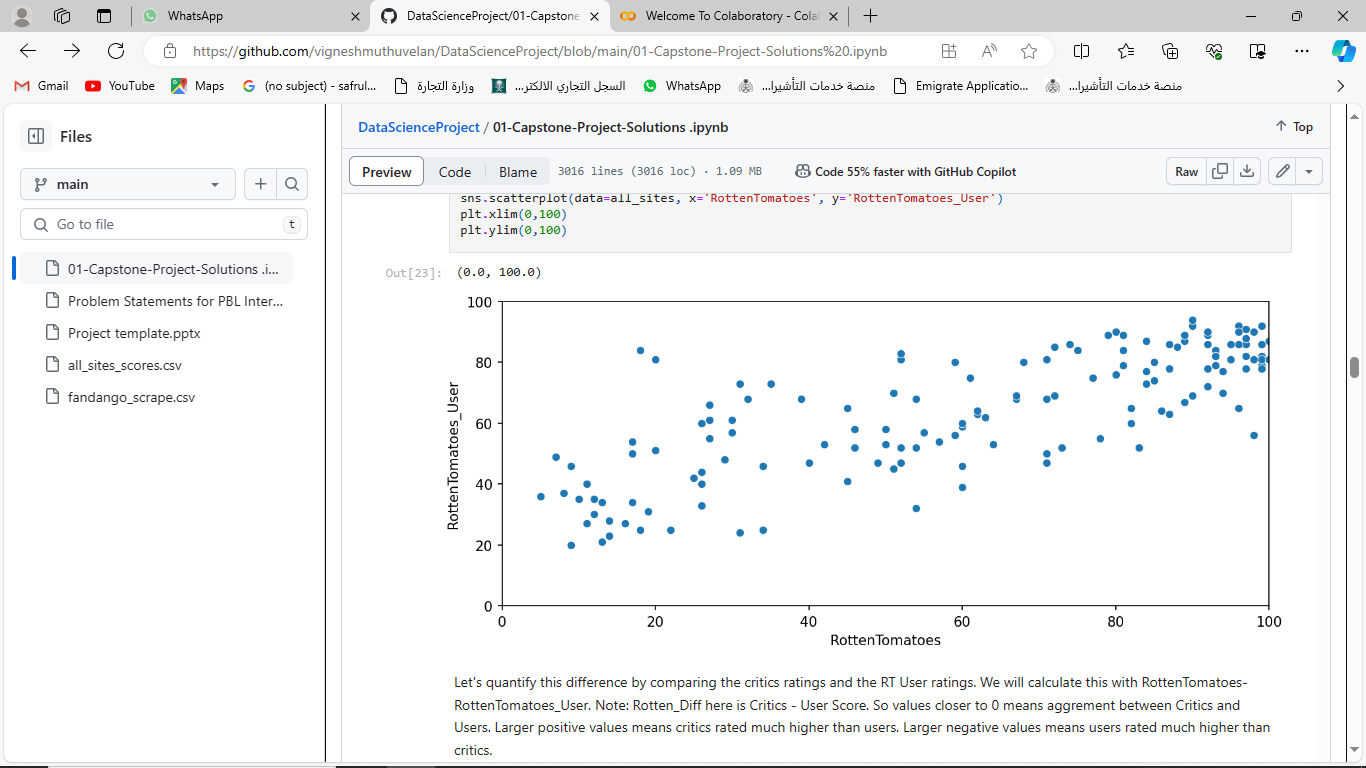 WhatsApp
DataScienceProject/01-Capstone-
Welcome To Colaboratory - Colab
https://github.com/vigneshmuthuvelan/DataScienceProject/blob/main/01-Capstone-Project-Solutions%20.ipynb
Gmail YouTube Maps (no subject) - safrul... وزارة التجارة السجل التجاري الالكتر... WhatsApp منصة خدمات التأشيرا... Emigrate Applicatio... منصة خدمات التأشيرا...
Files
main
Go to file t
01-Capstone-Project-Solutions .i...
Problem Statements for PBL Inter...
Project template.pptx
all_sites_scores.csv
fandango_scrape.csv
DataScienceProject / 01-Capstone-Project-Solutions .ipynb
Top
Preview Code Blame 3016 lines (3016 loc) · 1.09 MB Code 55% faster with GitHub Copilot Raw
sns.scatterplot(data=all_sites, x='RottenTomatoes', y='RottenTomatoes_User')
plt.xlim(0,100)
plt.ylim(0,100)
Out[23]: (0.0, 100.0)
100
80
60
40
20
0
RottenTomatoes_User
0 20 40 60 80 100
RottenTomatoes
Let's quantify this difference by comparing the critics ratings and the RT User ratings. We will calculate this with RottenTomatoes-
RottenTomatoes_User. Note: Rotten_Diff here is Critics - User Score. So values closer to 0 means aggrement between Critics and
Users. Larger positive values means critics rated much higher than users. Larger negative values means users rated much higher than
critics.